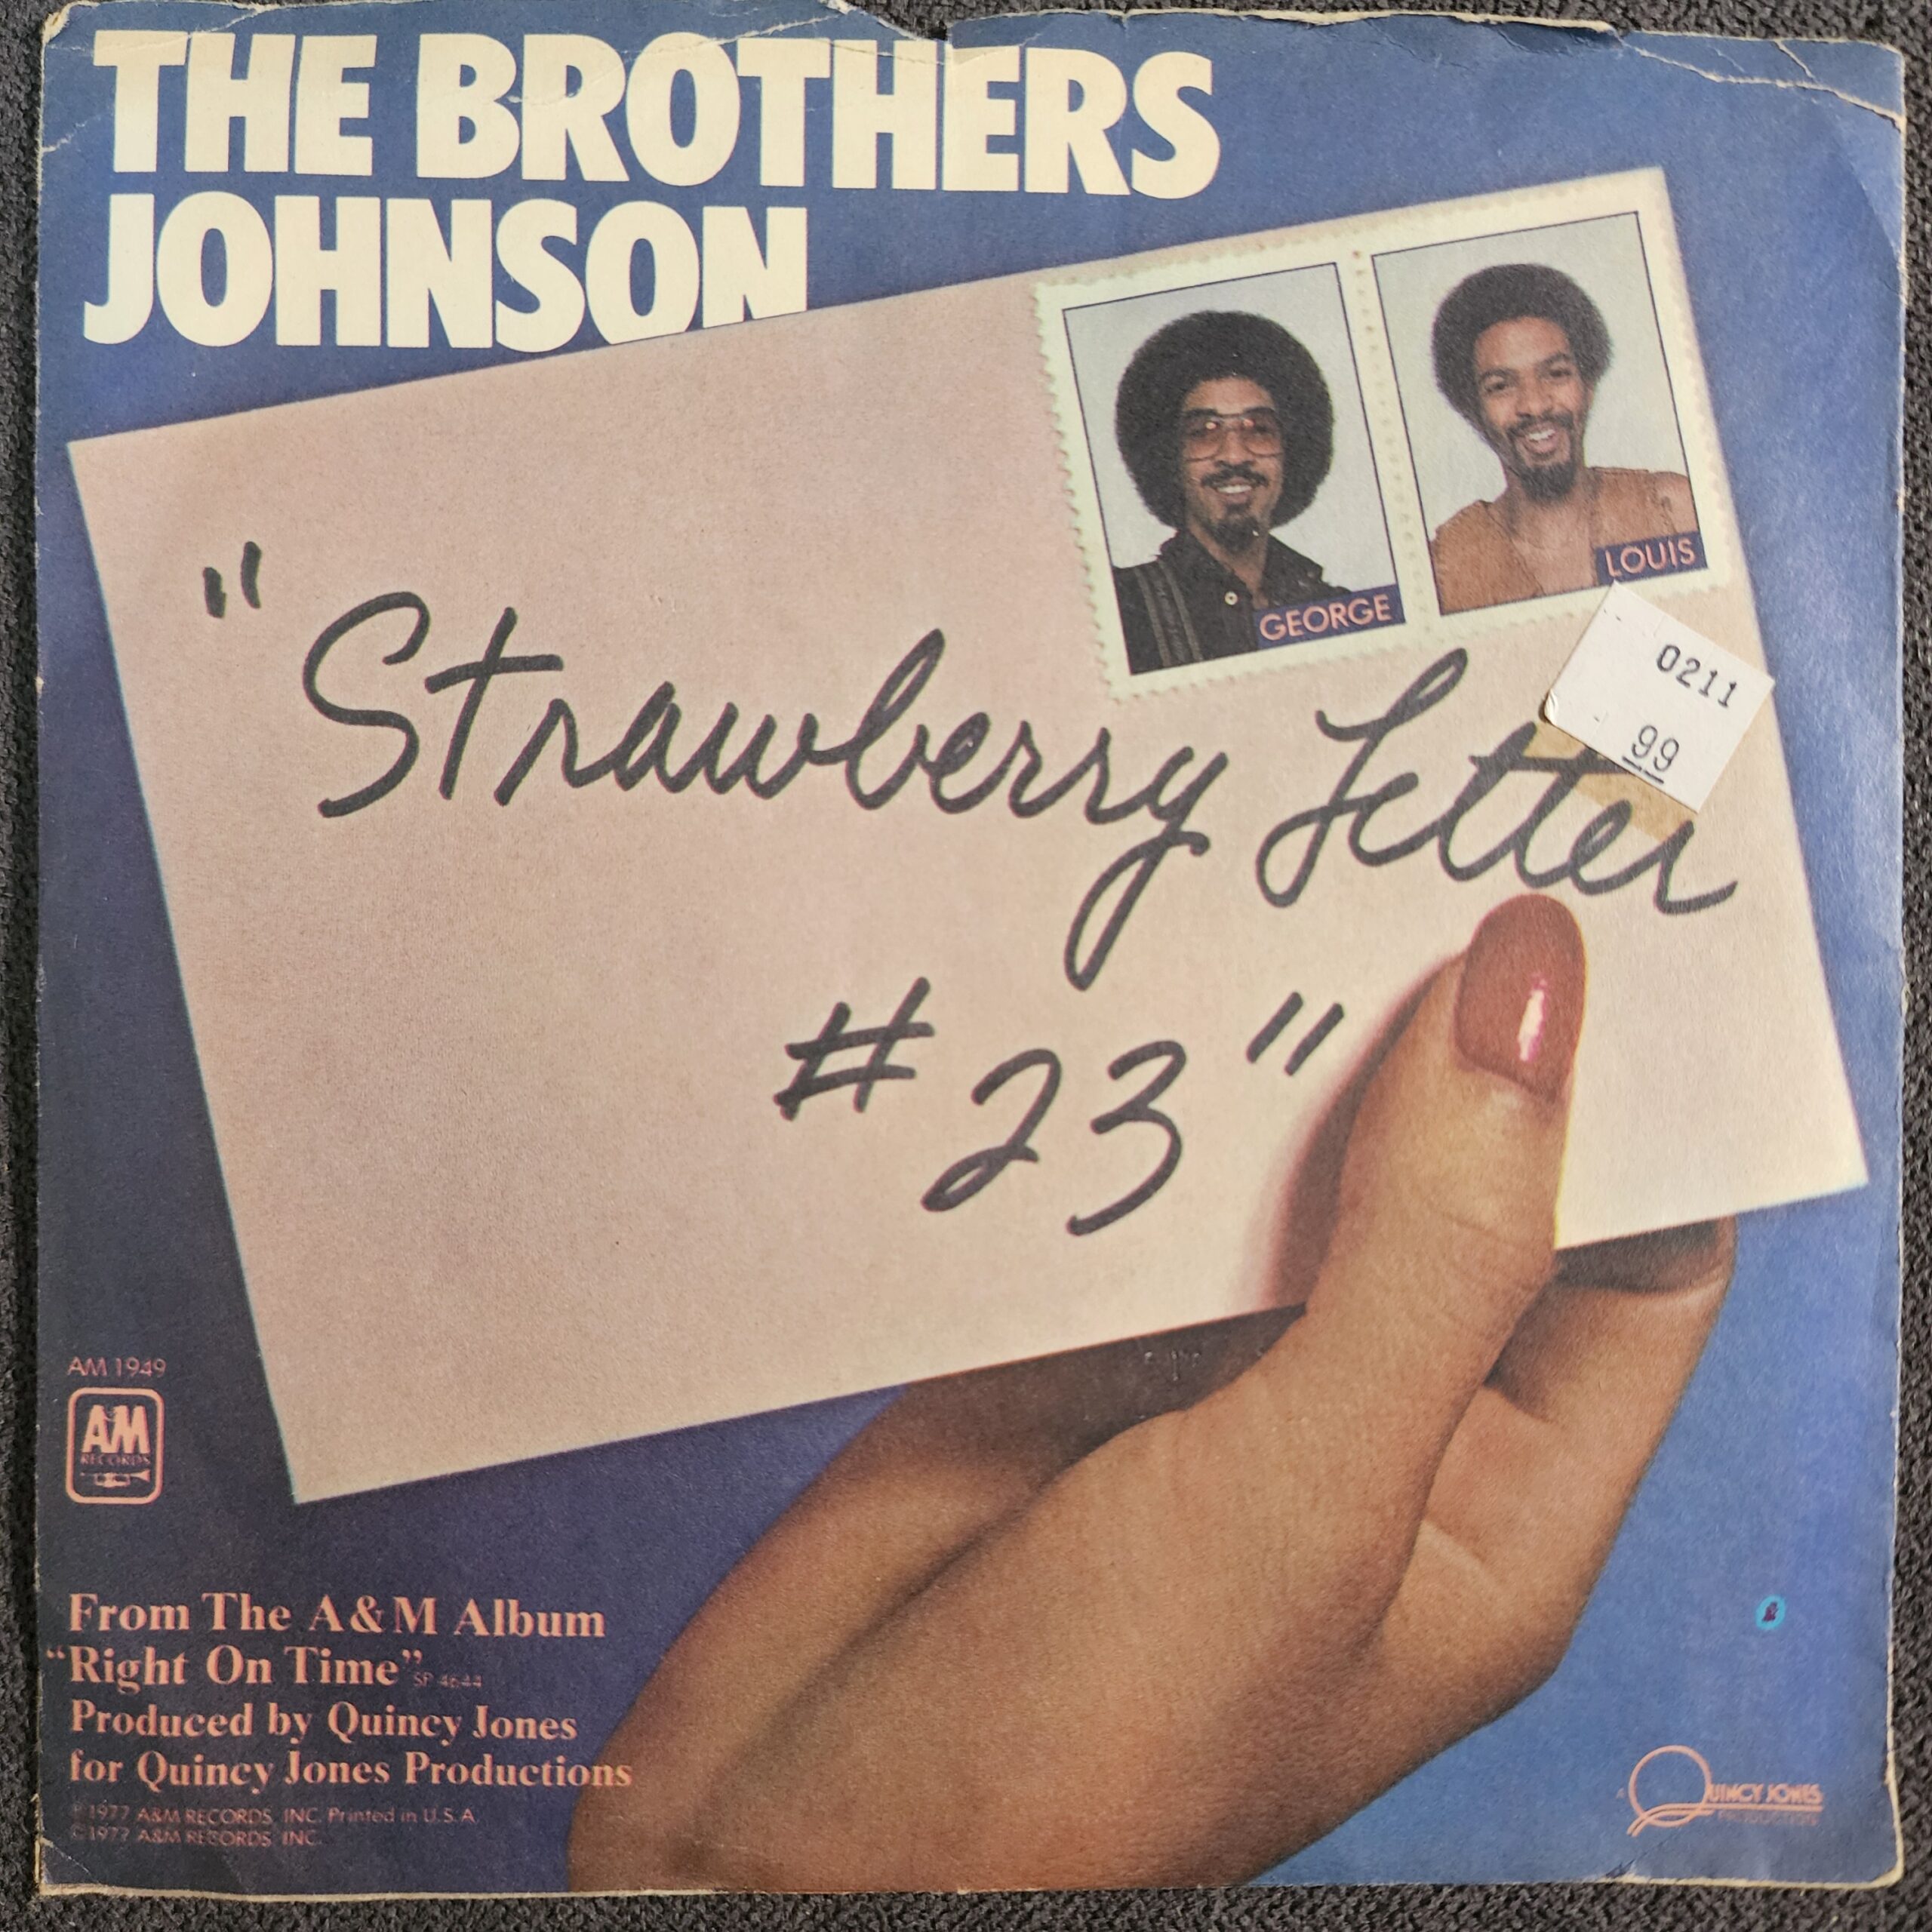 THE BROTHERS
JOHNSON
GEORGE
LOUIS
0211
99
"Strawberry Letter
#23"
AM 1949
A&M
RECORDS
From The A&M Album
"Right On Time" SP 4644
Produced by Quincy Jones
for Quincy Jones Productions
℗1977 A&M RECORDS, INC. Printed in U.S.A.
©1977 A&M RECORDS, INC.
A QUINCY JONES
PRODUCTION